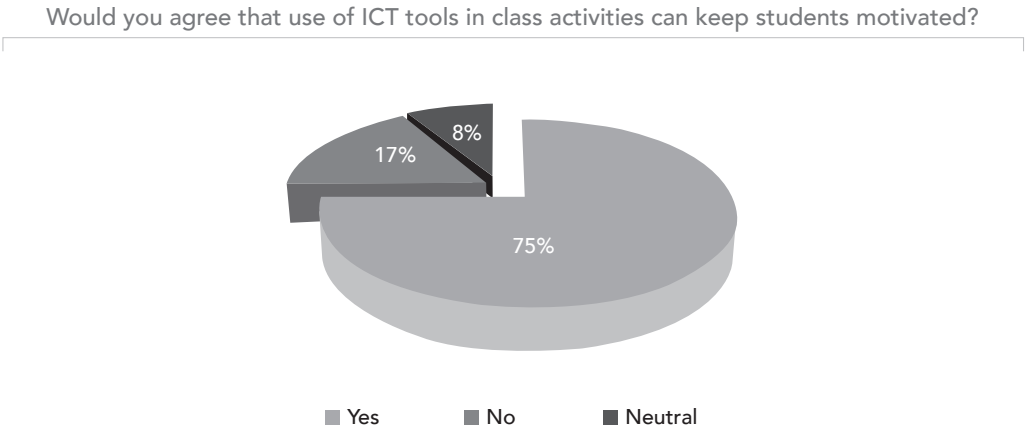 Would you agree that use of ICT tools in class activities can keep students motivated?
8%
17%
75%
Yes No Neutral